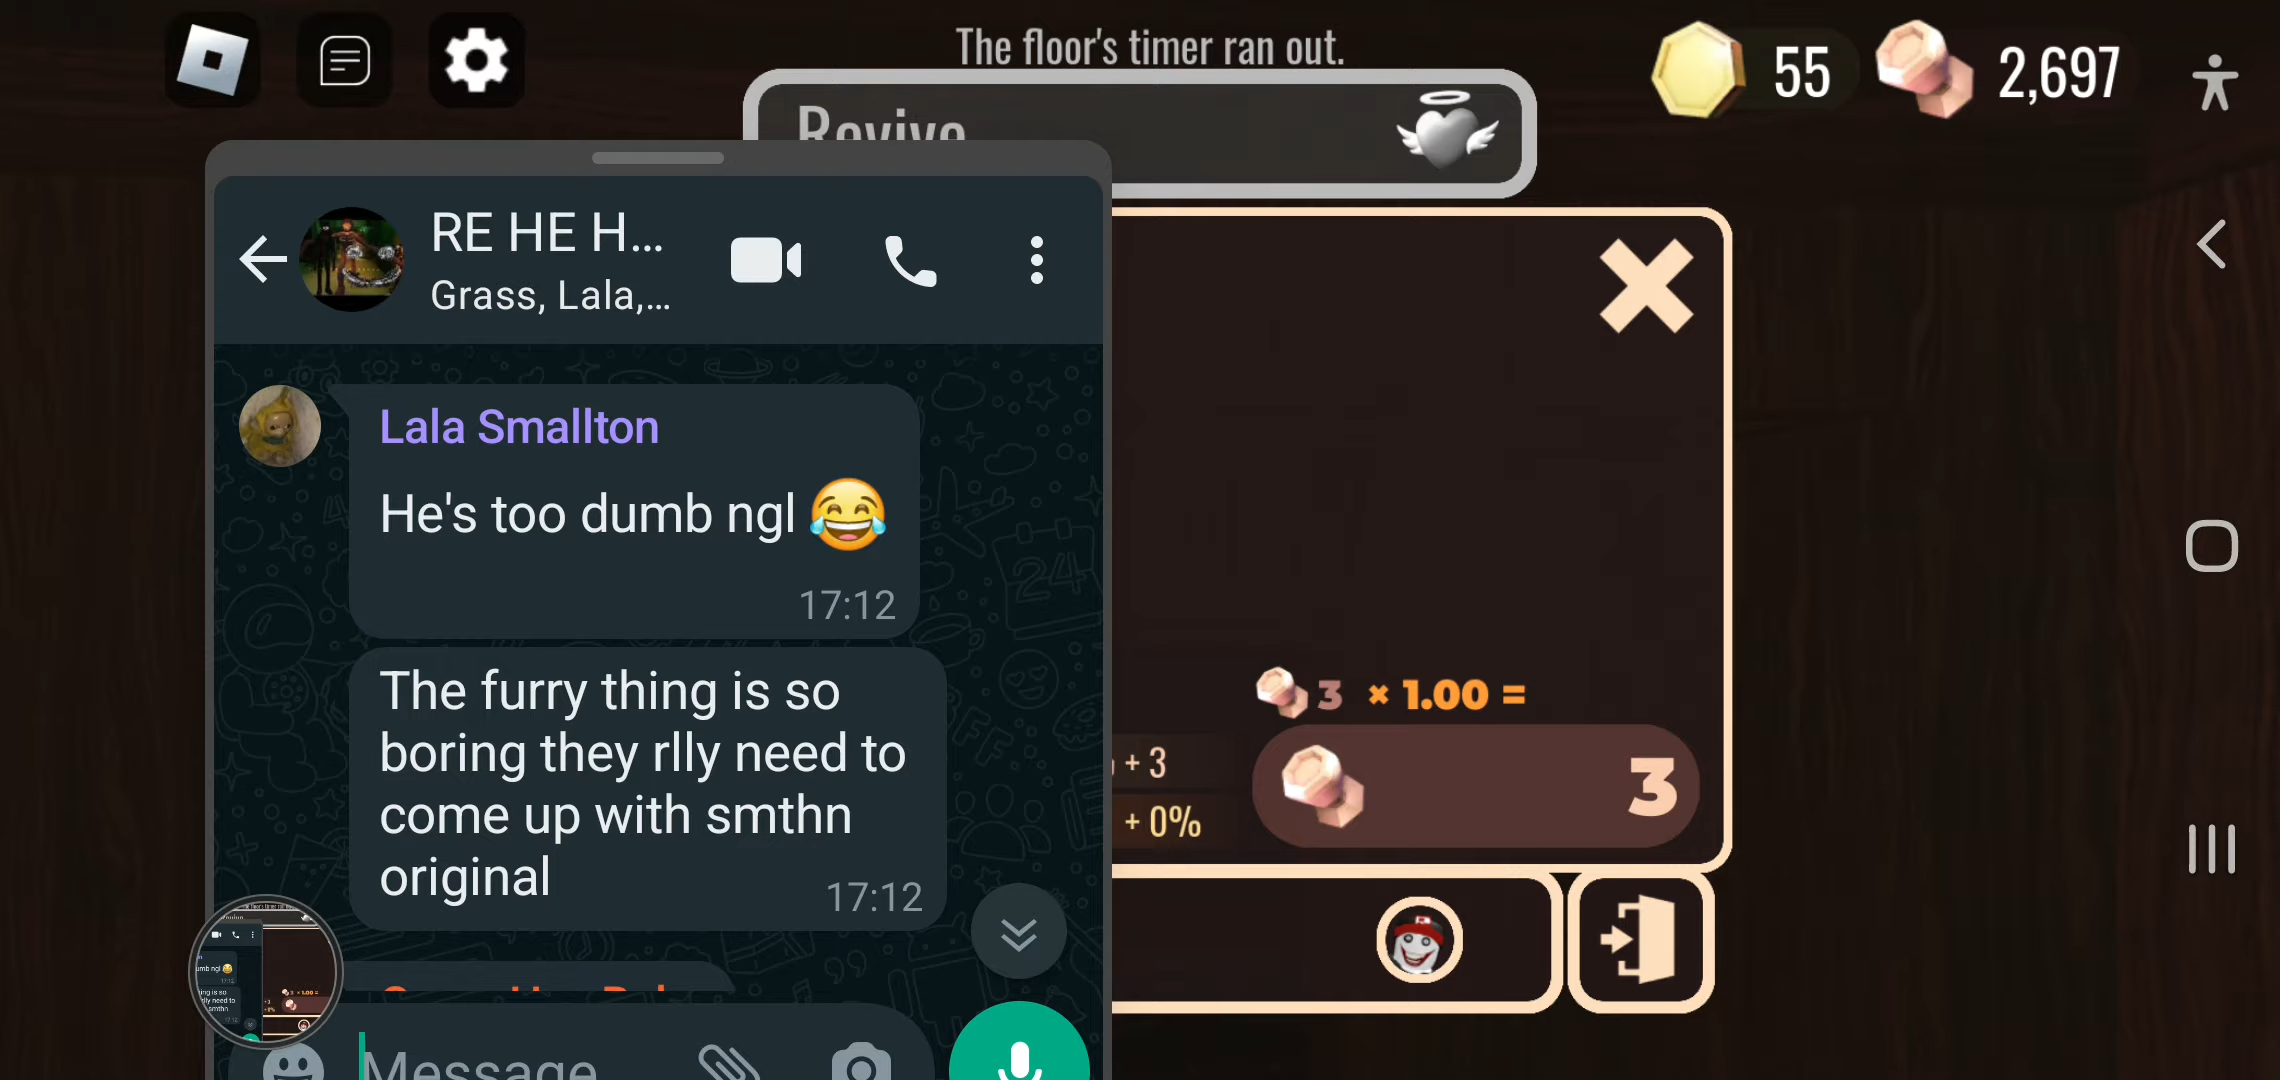 The floor's timer ran out.
55
2,697
Revive
RE HE H...
Grass, Lala,...
Lala Smallton
He's too dumb ngl 😂
17:12
The furry thing is so
boring they rlly need to
come up with smthn
original
17:12
Message
3 × 1.00 =
+ 3
3
+ 0%